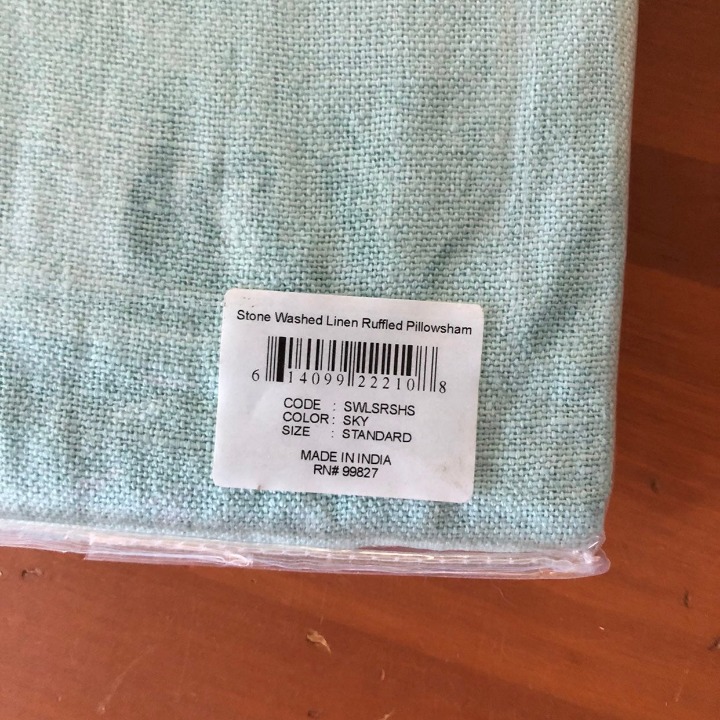 Stone Washed Linen Ruffled Pillowsham
6 14099 22210 8
CODE : SWLSRSHS
COLOR : SKY
SIZE : STANDARD
MADE IN INDIA
RN# 99827